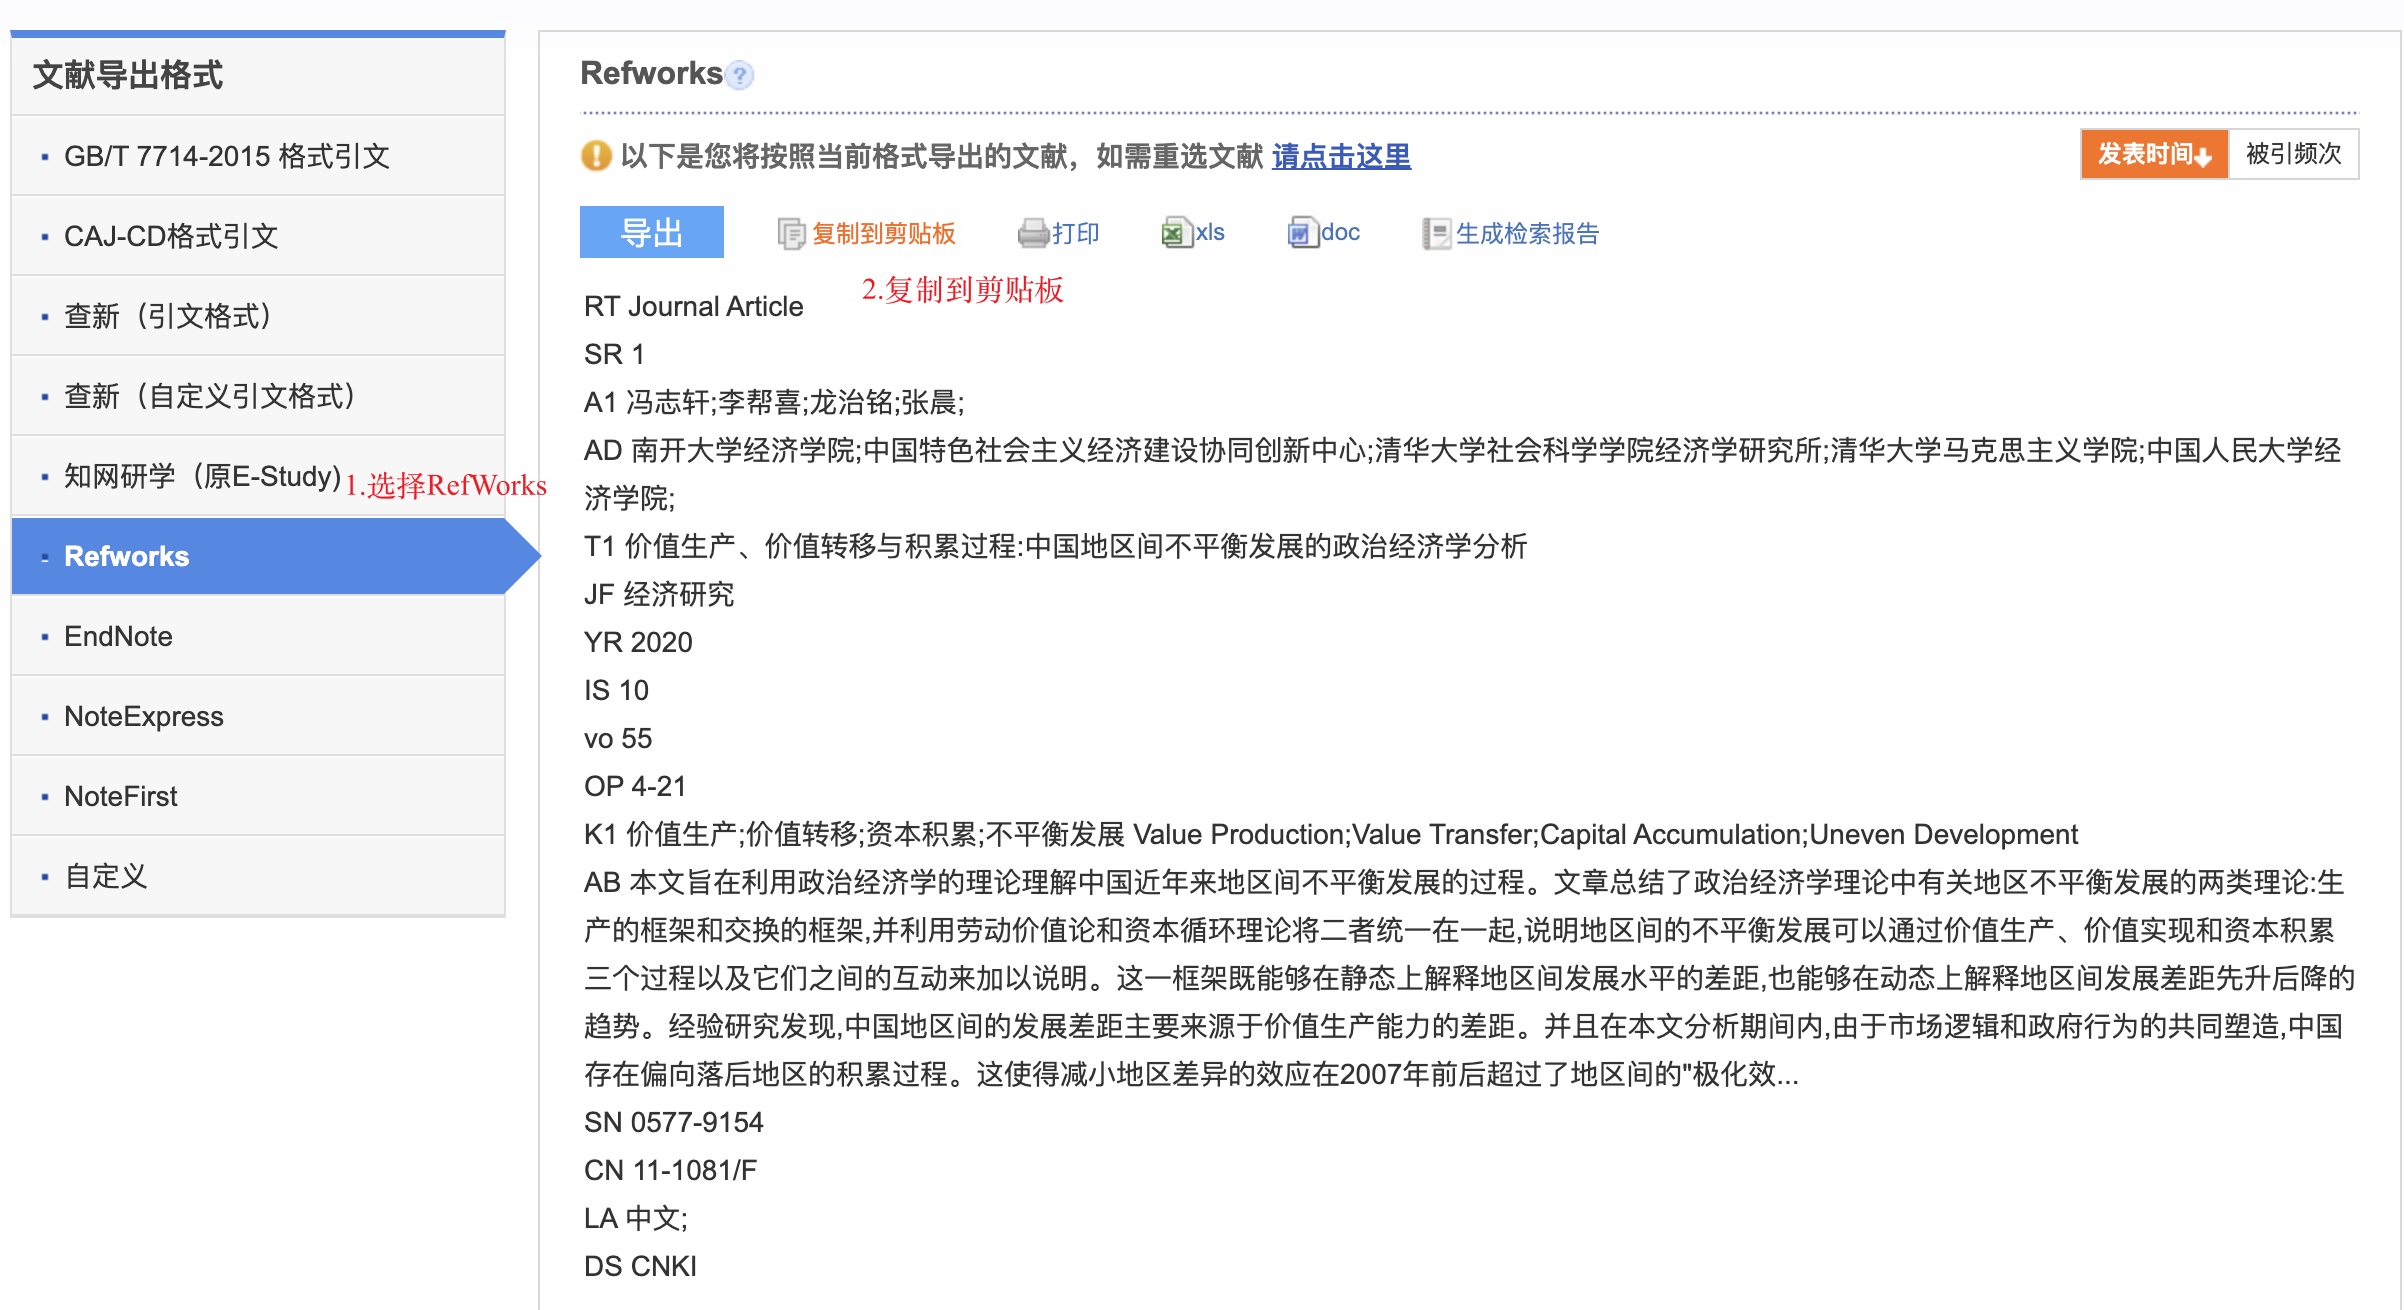 文献导出格式
GB/T 7714-2015 格式引文
CAJ-CD格式引文
查新（引文格式）
查新（自定义引文格式）
知网研学（原E-Study)
1.选择RefWorks
Refworks
EndNote
NoteExpress
NoteFirst
自定义
Refworks?
以下是您将按照当前格式导出的文献，如需重选文献 请点击这里
发表时间 被引频次
导出 复制到剪贴板 打印 xls doc 生成检索报告
2.复制到剪贴板
RT Journal Article
SR 1
A1 冯志轩;李帮喜;龙治铭;张晨;
AD 南开大学经济学院;中国特色社会主义经济建设协同创新中心;清华大学社会科学学院经济学研究所;清华大学马克思主义学院;中国人民大学经
济学院;
T1 价值生产、价值转移与积累过程:中国地区间不平衡发展的政治经济学分析
JF 经济研究
YR 2020
IS 10
vo 55
OP 4-21
K1 价值生产;价值转移;资本积累;不平衡发展 Value Production;Value Transfer;Capital Accumulation;Uneven Development
AB 本文旨在利用政治经济学的理论理解中国近年来地区间不平衡发展的过程。文章总结了政治经济学理论中有关地区不平衡发展的两类理论:生
产的框架和交换的框架,并利用劳动价值论和资本循环理论将二者统一在一起,说明地区间的不平衡发展可以通过价值生产、价值实现和资本积累
三个过程以及它们之间的互动来加以说明。这一框架既能够在静态上解释地区间发展水平的差距,也能够在动态上解释地区间发展差距先升后降的
趋势。经验研究发现,中国地区间的发展差距主要来源于价值生产能力的差距。并且在本文分析期间内,由于市场逻辑和政府行为的共同塑造,中国
存在偏向落后地区的积累过程。这使得减小地区差异的效应在2007年前后超过了地区间的"极化效...
SN 0577-9154
CN 11-1081/F
LA 中文;
DS CNKI